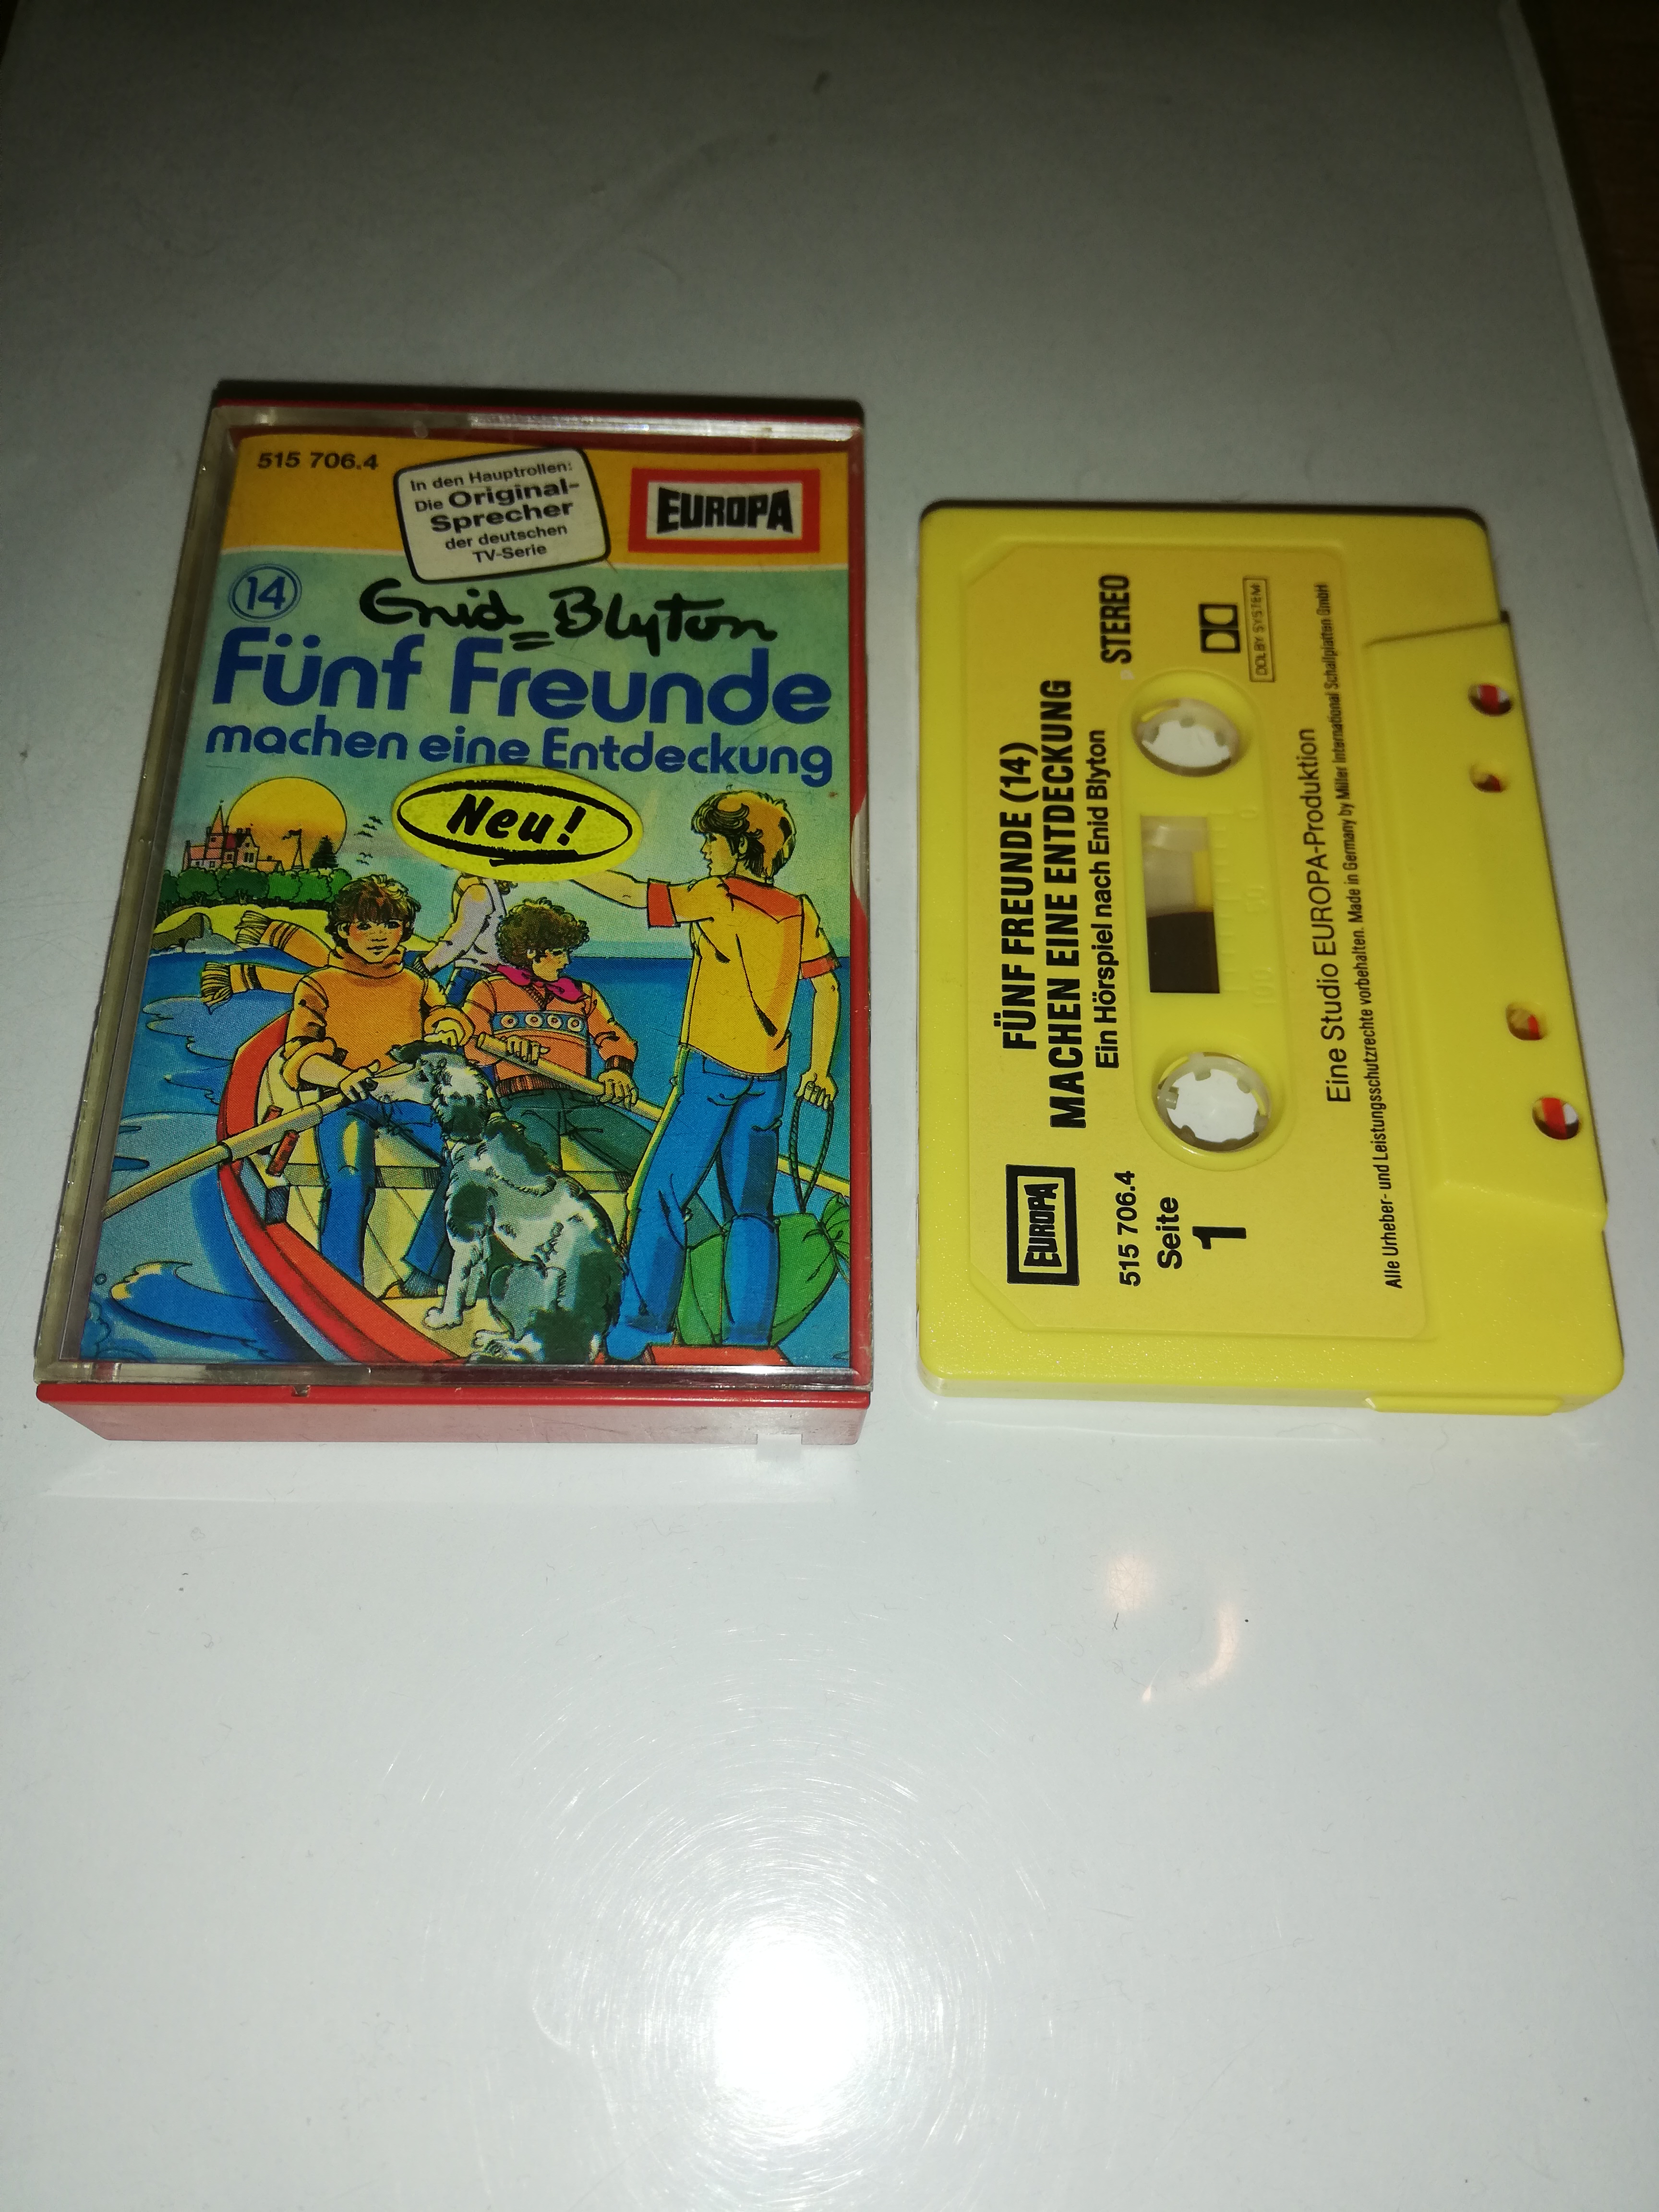 515 706.4
In den Hauptrollen:
Die Original-
Sprecher
der deutschen
TV-Serie
EUROPA
14
Enid Blyton
Fünf Freunde
machen eine Entdeckung
Neu!
FÜNF FREUNDE (14)
MACHEN EINE ENTDECKUNG
Ein Hörspiel nach Enid Blyton
STEREO
DOLBY SYSTEM
EUROPA
515 706.4
Seite
1
Eine Studio EUROPA-Produktion
Alle Urheber- und Leistungsschutzrechte vorbehalten. Made in Germany by Miller International Schallplatten GmbH